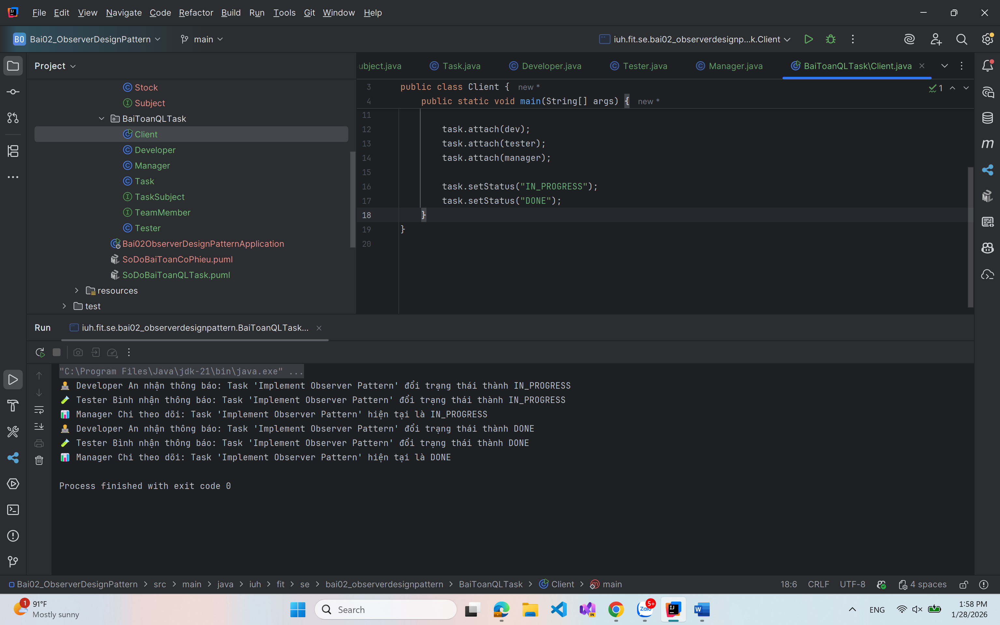 File Edit View Navigate Code Refactor Build Run Tools Git Window Help
BO Bai02_ObserverDesignPattern main iuh.fit.se.bai02_observerdesignp...k.Client
Project
ubject.java Task.java Developer.java Tester.java Manager.java BaiToanQLTask\Client.java
Stock
Subject
BaiToanQLTask
Client
Developer
Manager
Task
TaskSubject
TeamMember
Tester
Bai02ObserverDesignPatternApplication
SoDoBaiToanCoPhieu.puml
SoDoBaiToanQLTask.puml
resources
test
3 public class Client { new *
1
4 public static void main(String[] args) { new *
11
12 task.attach(dev);
13 task.attach(tester);
14 task.attach(manager);
15
16 task.setStatus("IN_PROGRESS");
17 task.setStatus("DONE");
18 }
19 }
20
Run iuh.fit.se.bai02_observerdesignpattern.BaiToanQLTask...
"C:\Program Files\Java\jdk-21\bin\java.exe" ...
Developer An nhận thông báo: Task 'Implement Observer Pattern' đổi trạng thái thành IN_PROGRESS
Tester Bình nhận thông báo: Task 'Implement Observer Pattern' đổi trạng thái thành IN_PROGRESS
Manager Chi theo dõi: Task 'Implement Observer Pattern' hiện tại là IN_PROGRESS
Developer An nhận thông báo: Task 'Implement Observer Pattern' đổi trạng thái thành DONE
Tester Bình nhận thông báo: Task 'Implement Observer Pattern' đổi trạng thái thành DONE
Manager Chi theo dõi: Task 'Implement Observer Pattern' hiện tại là DONE
Process finished with exit code 0
Bai02_ObserverDesignPattern > src > main > java > iuh > fit > se > bai02_observerdesignpattern > BaiToanQLTask > Client > main 18:6 CRLF UTF-8 4 spaces
1 91°F
Mostly sunny
Search
Zalo 5+
ENG
1:58 PM
1/28/2026